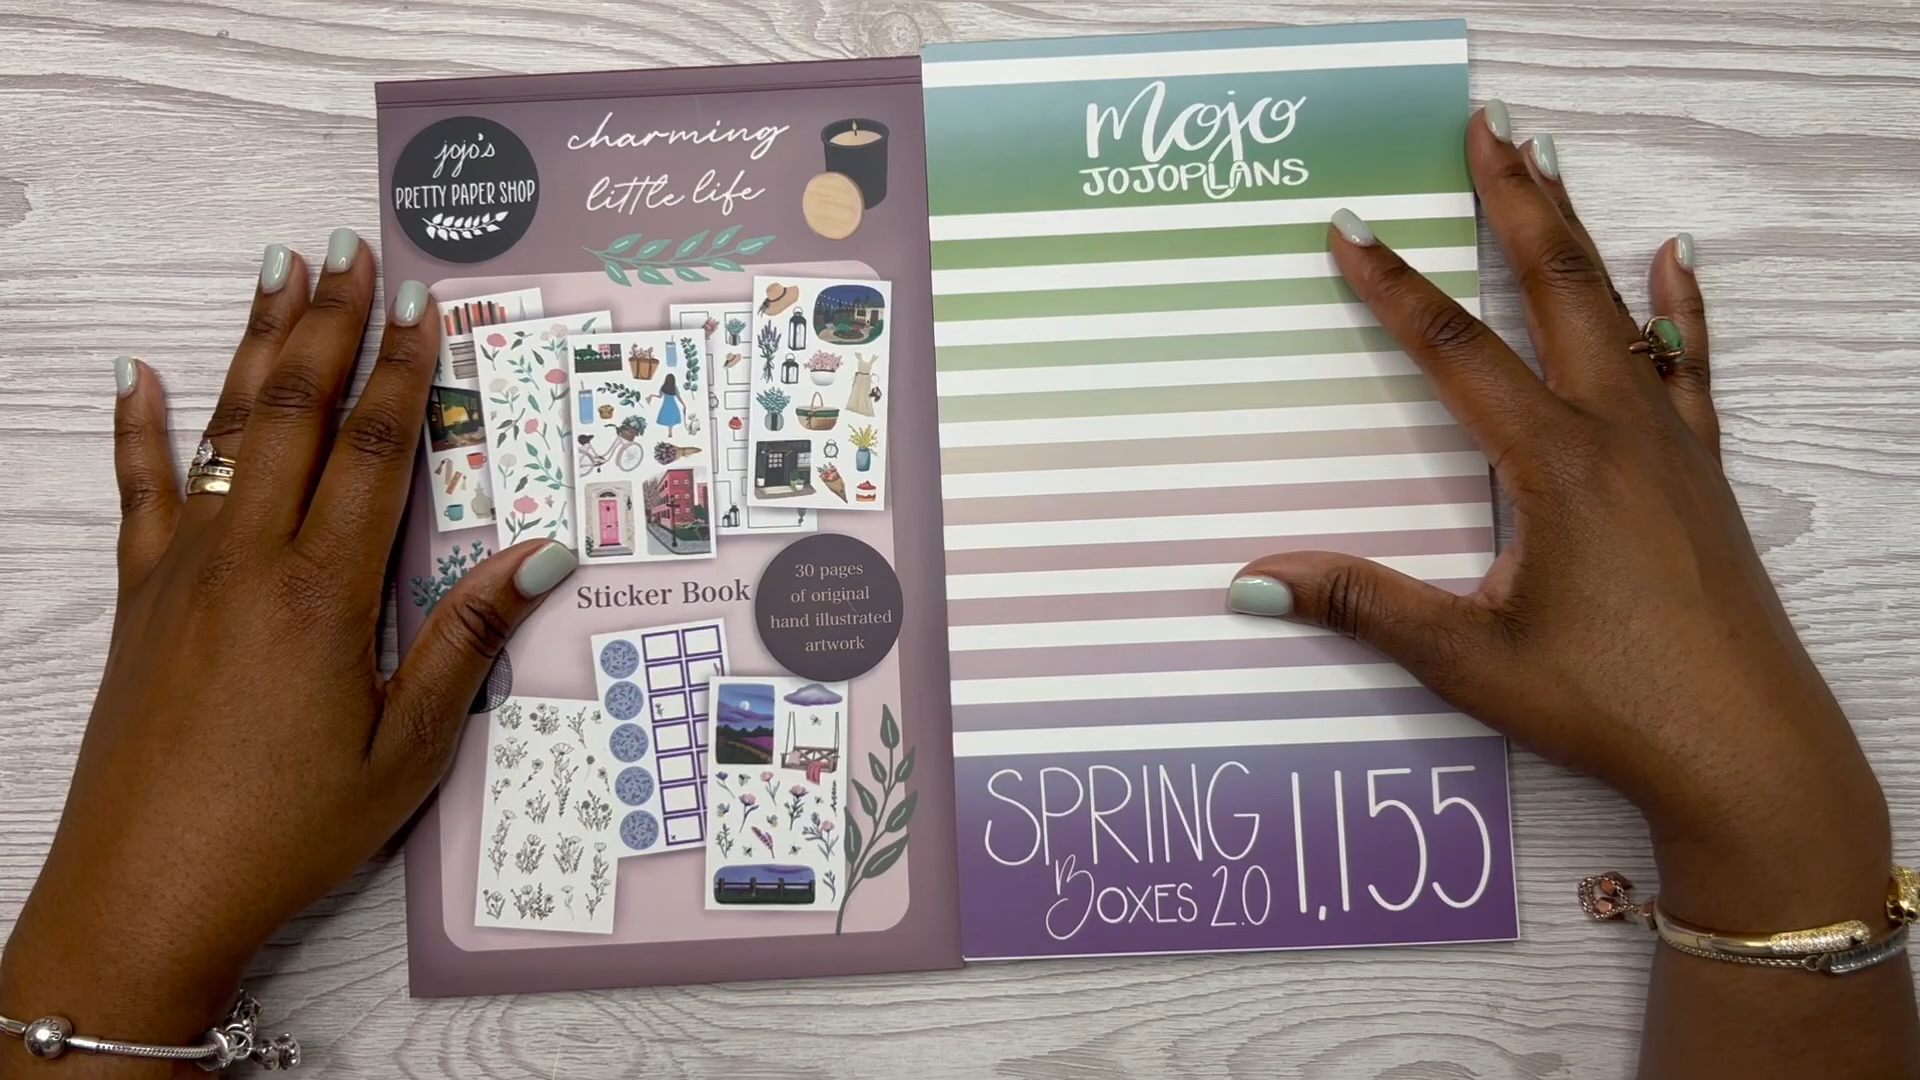 jojo's
PRETTY PAPER SHOP
charming
little life
Sticker Book
30 pages
of original
hand illustrated
artwork
Mojo
JOJOPLANS
SPRING
BOXES 2.0
1,155